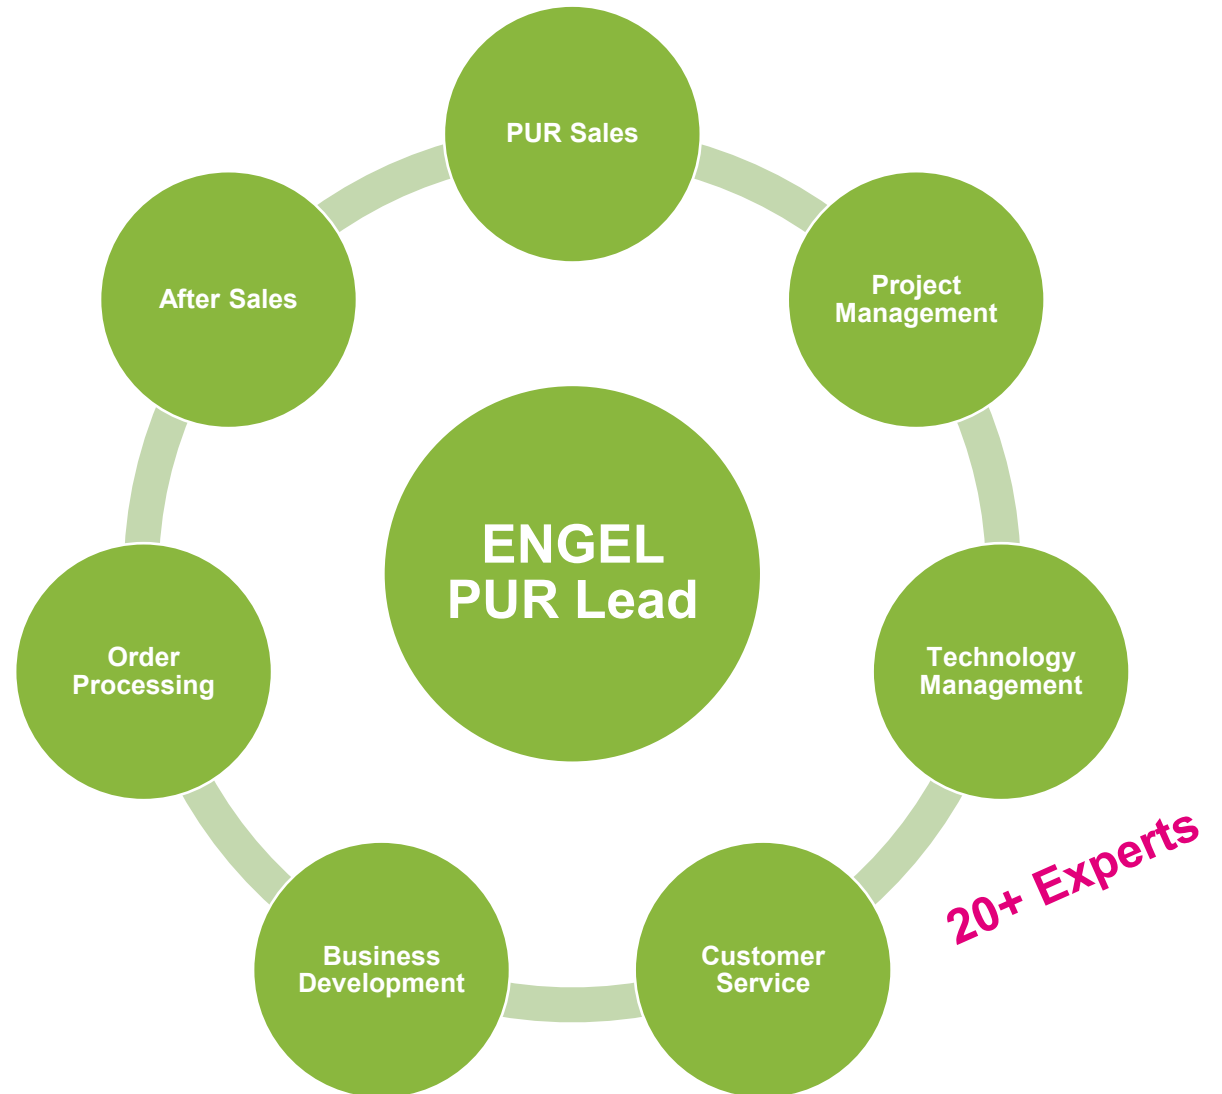 PUR Sales
Project
Management
After Sales
ENGEL
PUR Lead
Technology
Management
Order
Processing
20+ Experts
Customer
Service
Business
Development